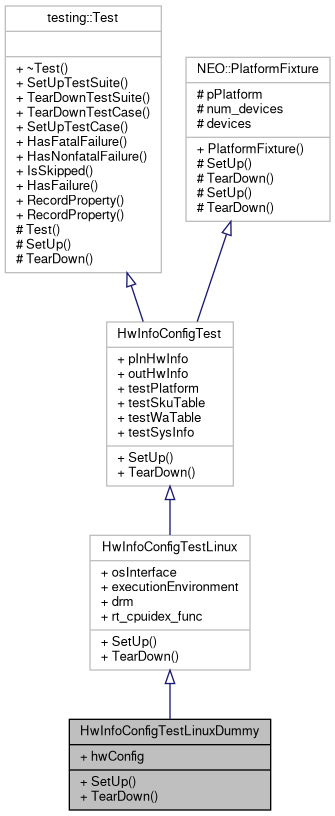 testing::Test
+ ~Test()
+ SetUpTestSuite()
+ TearDownTestSuite()
+ TearDownTestCase()
+ SetUpTestCase()
+ HasFatalFailure()
+ HasNonfatalFailure()
+ IsSkipped()
+ HasFailure()
+ RecordProperty()
+ RecordProperty()
# Test()
# SetUp()
# TearDown()
NEO::PlatformFixture
# pPlatform
# num_devices
# devices
+ PlatformFixture()
# SetUp()
# TearDown()
# SetUp()
# TearDown()
HwInfoConfigTest
+ pInHwInfo
+ outHwInfo
+ testPlatform
+ testSkuTable
+ testWaTable
+ testSysInfo
+ SetUp()
+ TearDown()
HwInfoConfigTestLinux
+ osInterface
+ executionEnvironment
+ drm
+ rt_cpuidex_func
+ SetUp()
+ TearDown()
HwInfoConfigTestLinuxDummy
+ hwConfig
+ SetUp()
+ TearDown()